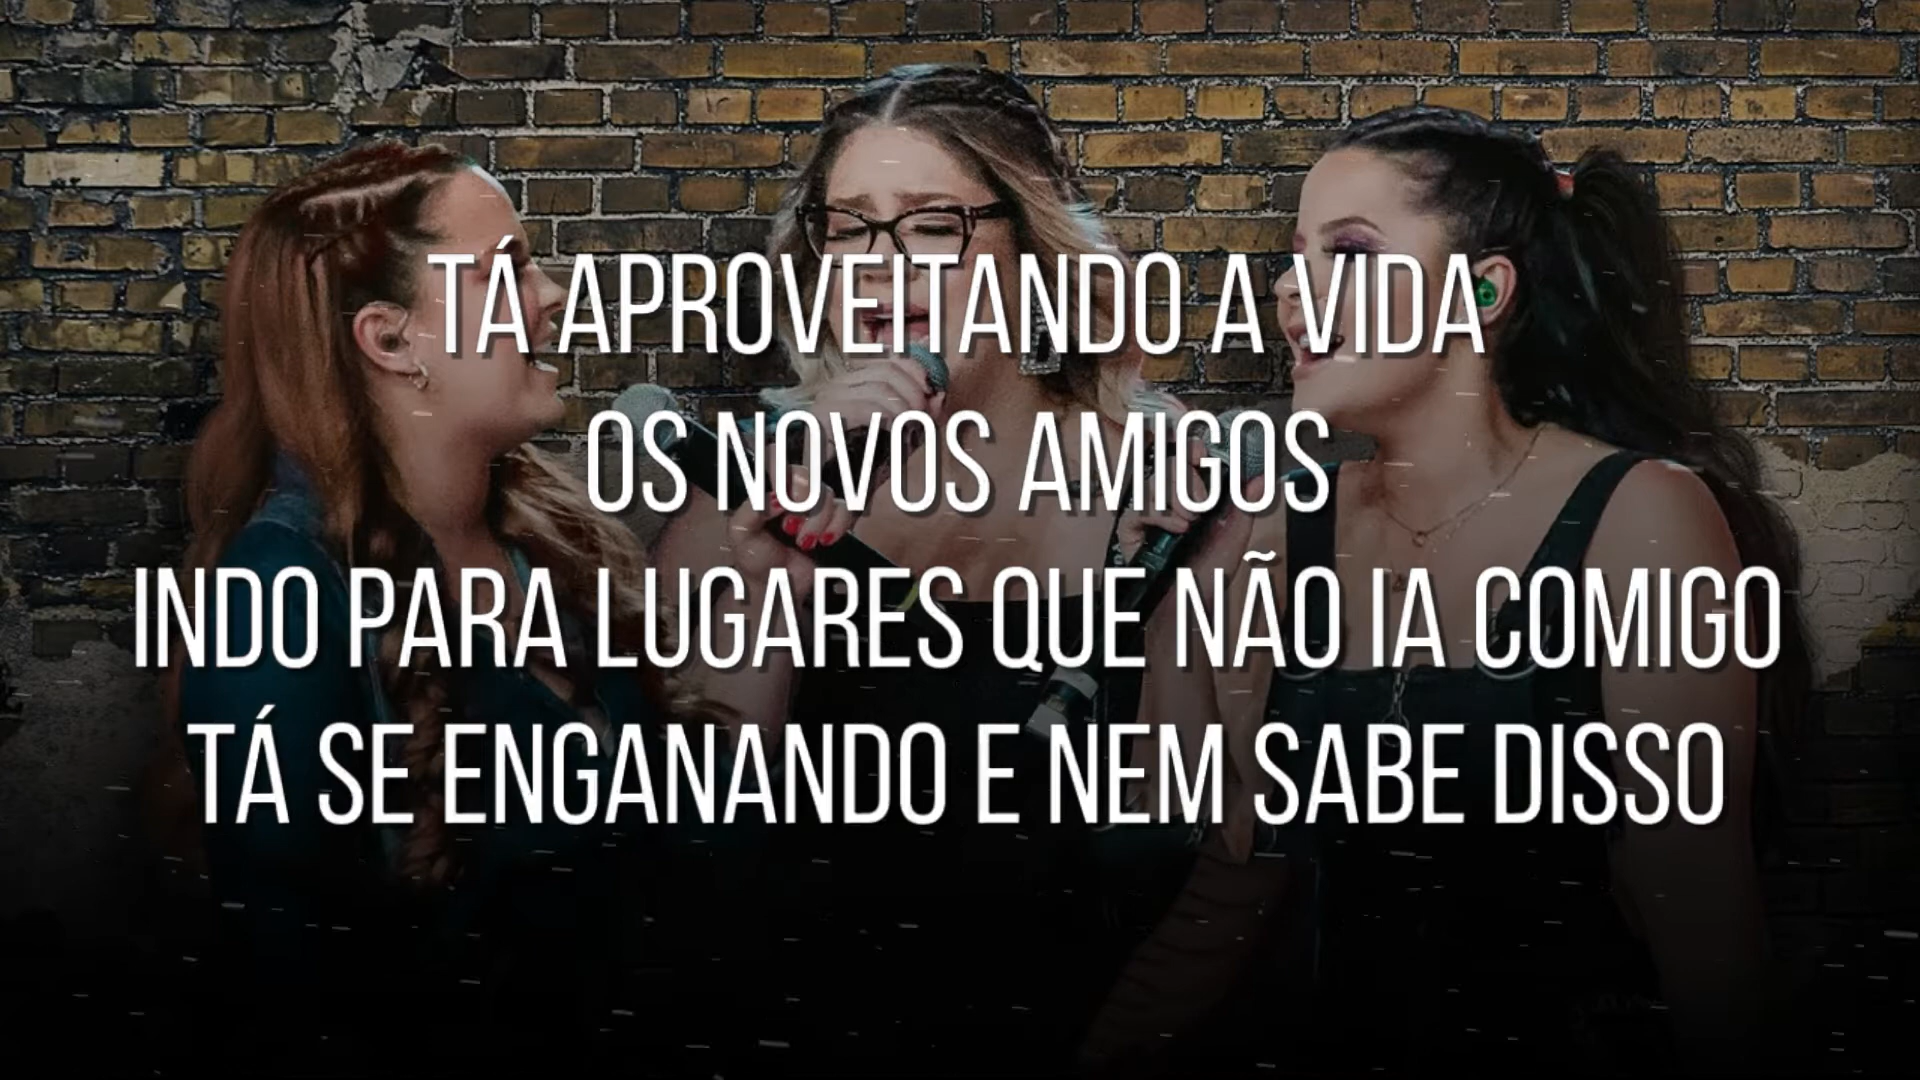 TÁ APROVEITANDO A VIDA
OS NOVOS AMIGOS
INDO PARA LUGARES QUE NÃO IA COMIGO
TÁ SE ENGANANDO E NEM SABE DISSO